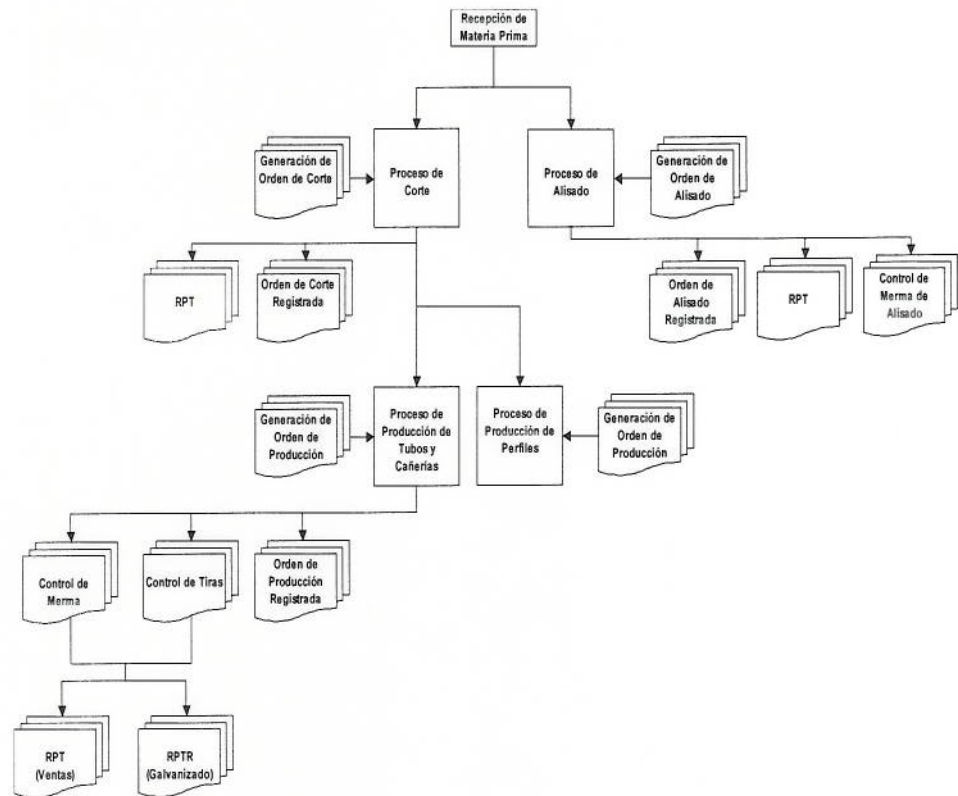 Recepción de
Materia Prima
Generación de
Orden de Corte
Proceso de
Corte
Proceso de
Alisado
Generación de
Orden de
Alisado
RPT
Orden de Corte
Registrada
Orden de
Alisado
Registrada
RPT
Control de
Merma de
Alisado
Generación de
Orden de
Producción
Proceso de
Producción de
Tubos y
Cañerías
Proceso de
Producción de
Perfiles
Generación de
Orden de
Producción
Control de
Merma
Control de Tiras
Orden de
Producción
Registrada
RPT
(Ventas)
RPTR
(Galvanizado)